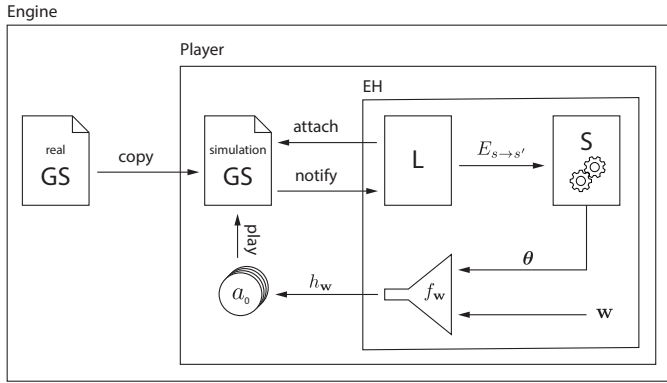 Engine
Player
EH
real
GS
copy
simulation
GS
attach
notify
L
E_{s→s'}
S
play
θ
a_0
h_w
f_w
w